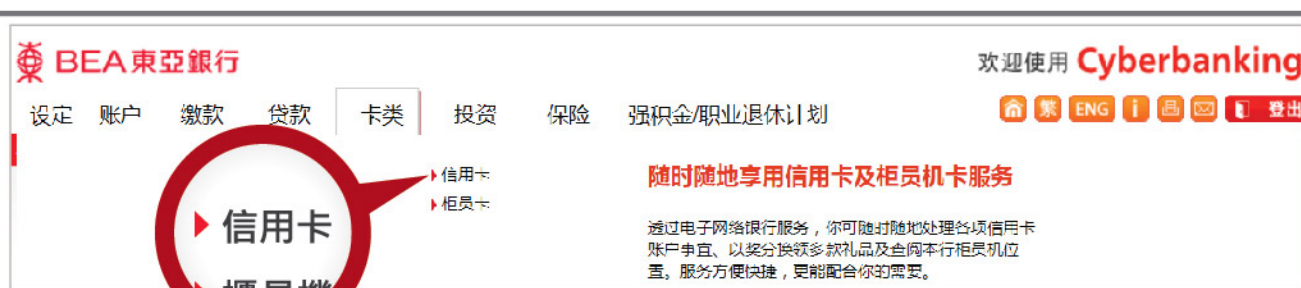 BEA東亞銀行
欢迎使用 Cyberbanking
设定 账户 缴款 贷款 卡类 投资 保险 强积金/职业退休计划
繁 ENG i 登出
信用卡
柜员卡
信用卡
随时随地享用信用卡及柜员机卡服务
透过电子网络银行服务，你可随时随地处理各项信用卡
账户事宜、以奖分换领多款礼品及查阅本行柜员机位
置。服务方便快捷，更能配合你的需要。